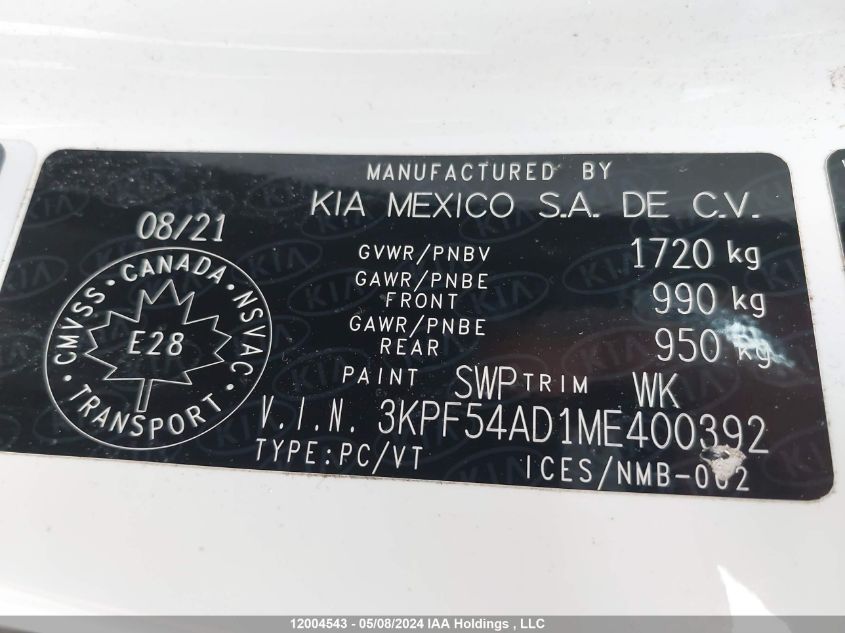 MANUFACTURED BY
KIA MEXICO S.A. DE C.V.
08/21
GVWR/PNBV 1720 kg
GAWR/PNBE
FRONT 990 kg
GAWR/PNBE
REAR 950 kg
PAINT SWP TRIM WK
V.I.N. 3KPF54AD1ME400392
TYPE:PC/VT ICES/NMB-002
CMVSS · CANADA · NSVAC · TRANSPORT ·
E28
12004543 - 05/08/2024 IAA Holdings , LLC